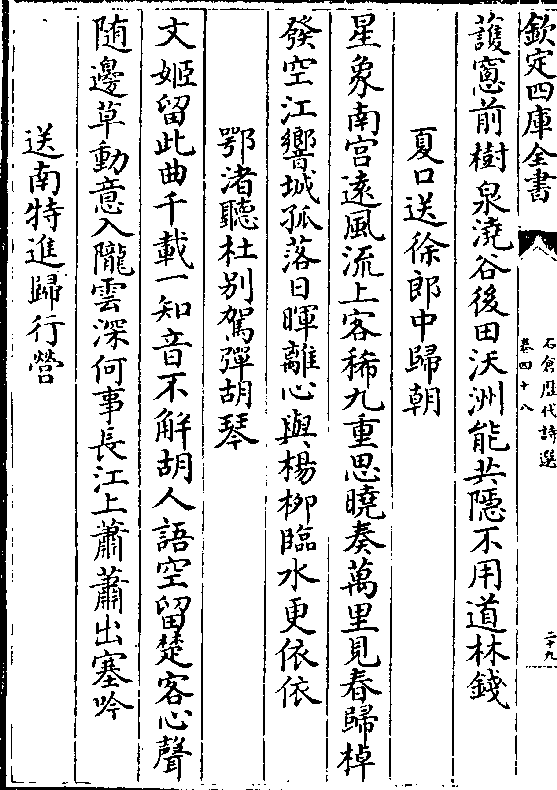 欽定四庫全書
石倉歷代詩選
卷四十八
二十九
護窻前樹泉澆谷後田沃洲能共隱不用道林錢
夏口送徐郎中歸朝
星象南宮遠風流上客稀九重思曉奏萬里見春歸棹
發空江響城孤落日暉離心與楊柳臨水更依依
鄂渚聽杜别駕彈胡琴
文姬留此曲千載一知音不解胡人語空留楚客心聲
随邊草動意入隴雲深何事長江上蕭蕭出塞吟
送南特進歸行營